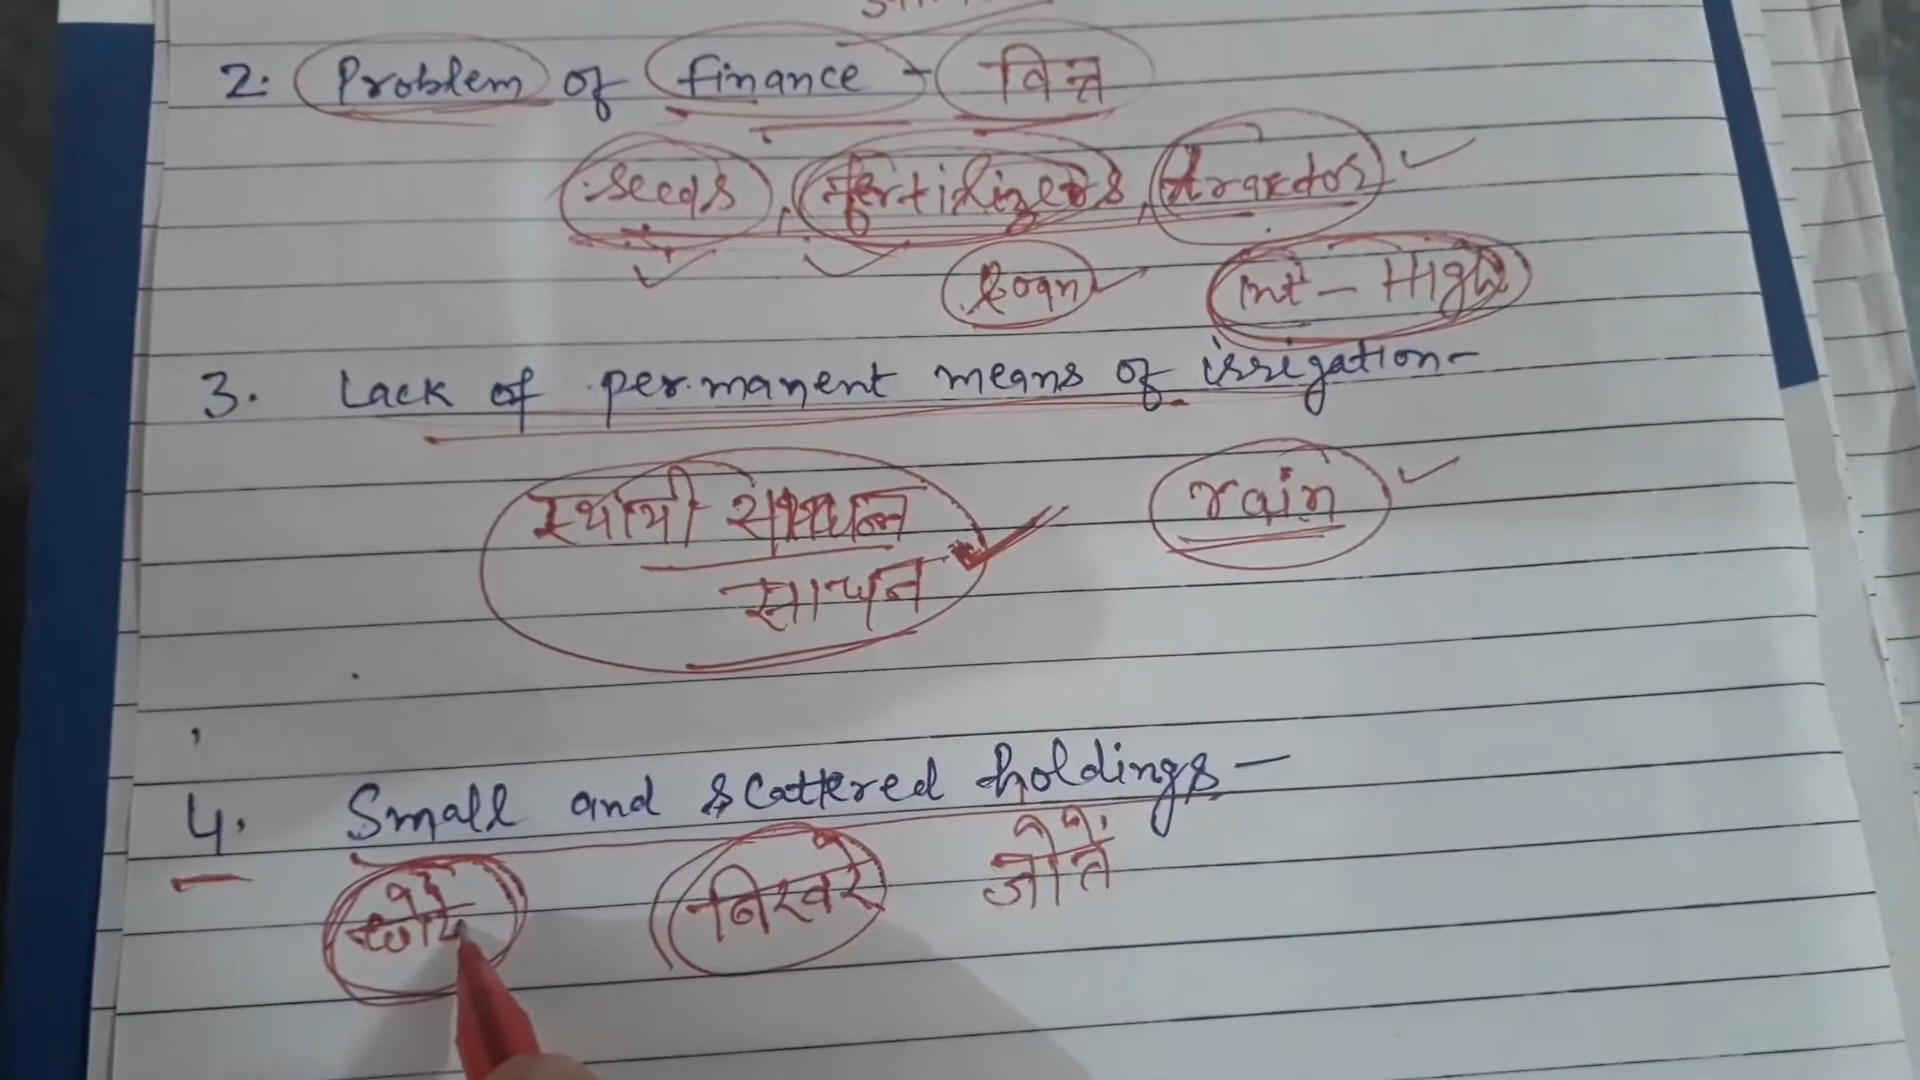 2. Problem of finance - वित्त
seeds, fertilizers, tractor
loan int - High
3. Lack of permanent means of irrigation-
स्थायी rain
साधन
4. Small and scattered holdings-
बिखरे जोतें